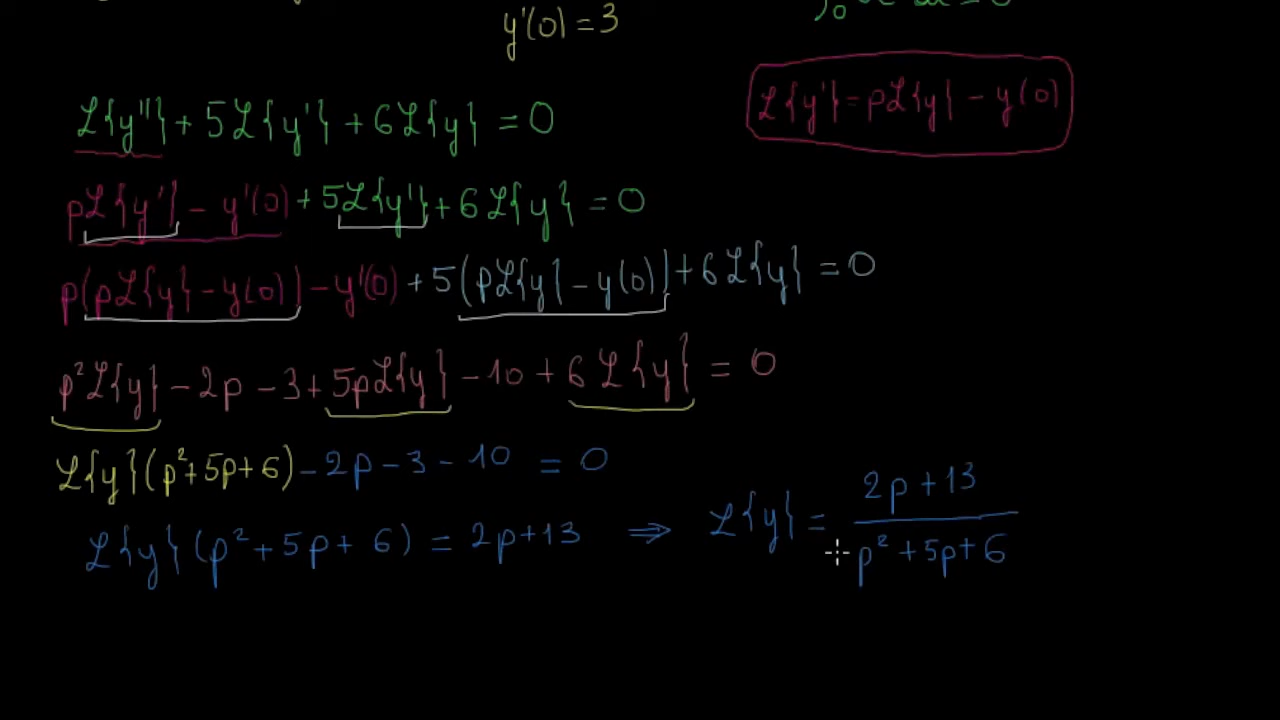 y'(0) = 3
ℒ{y'} = pℒ{y} − y(0)
ℒ{y''} + 5ℒ{y'} + 6ℒ{y} = 0
pℒ{y'} − y'(0) + 5ℒ{y'} + 6ℒ{y} = 0
p(pℒ{y} − y(0)) − y'(0) + 5(pℒ{y} − y(0)) + 6ℒ{y} = 0
p²ℒ{y} − 2p − 3 + 5pℒ{y} − 10 + 6ℒ{y} = 0
ℒ{y}(p² + 5p + 6) − 2p − 3 − 10 = 0
ℒ{y}(p² + 5p + 6) = 2p + 13 ⇒ ℒ{y} = (2p + 13) / (p² + 5p + 6)